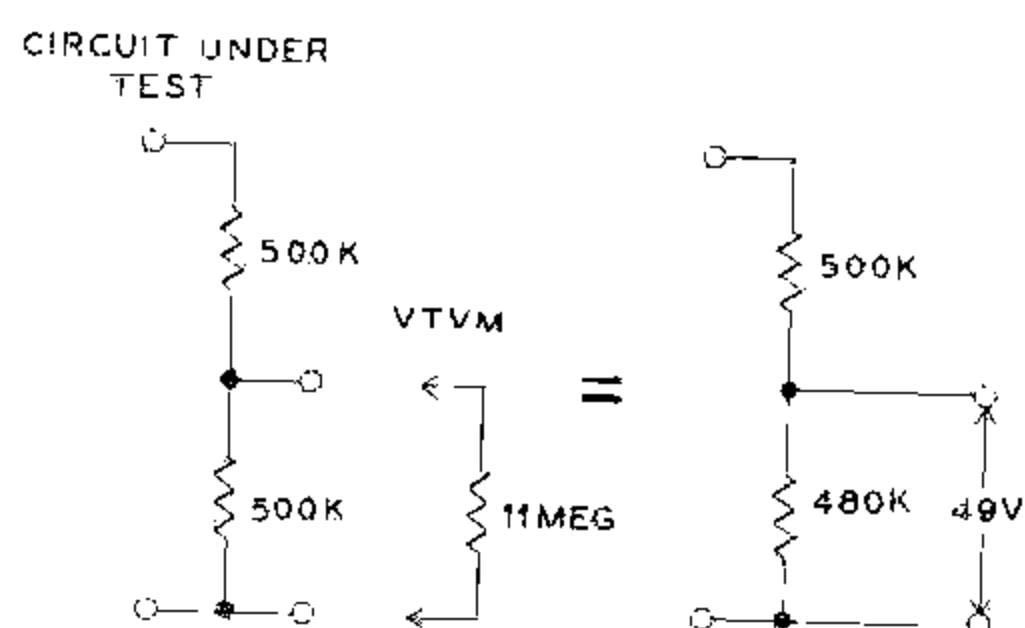 CIRCUIT UNDER
TEST
500K
500K
VTVM
500K
11MEG
480K
49V